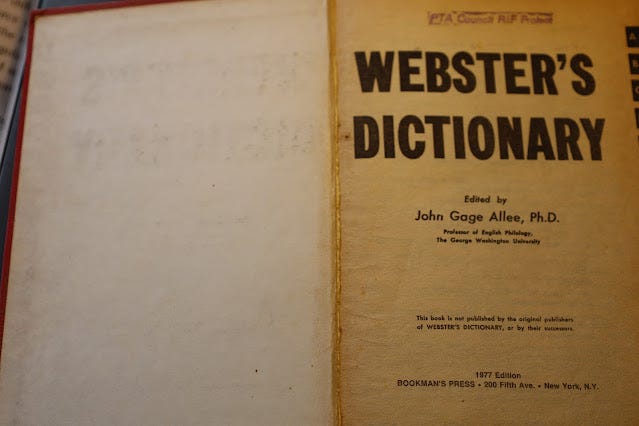 PTA Council RIF Project
WEBSTER'S
DICTIONARY
Edited by
John Gage Allee, Ph.D.
Professor of English Philology,
The George Washington University
This book is not published by the original publishers
of WEBSTER'S DICTIONARY, or by their successors.
1977 Edition
BOOKMAN'S PRESS • 200 Fifth Ave. • New York, N.Y.
A
B
C